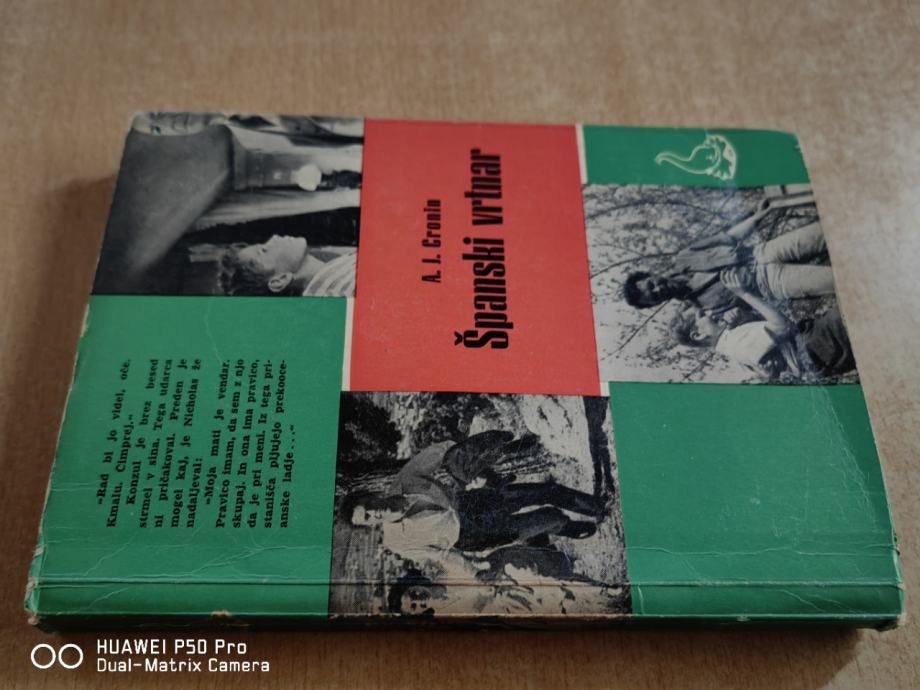 A. J. Cronin
Španski vrtnar
„Rad bi jo videl, oče.
Kmalu. Čimprej.“
Konzul je brez besed
strmel v sina. Tega udarca
ni pričakoval. Preden je
mogel kaj, je Nicholas že
nadaljeval:
„Moja mati je vendar.
Pravico imam, da sem z njo
skupaj. In ona ima pravico,
da je pri meni. Iz tega pri-
stanišča pljujejo prekooce-
anske ladje . . .“
HUAWEI P50 Pro
Dual-Matrix Camera